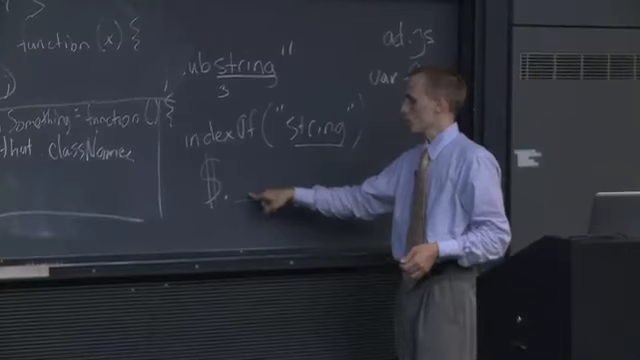 function (x) {
.ubstring"
3
ad.js
var
Something = function () {
that className
indexOf("string")
$.